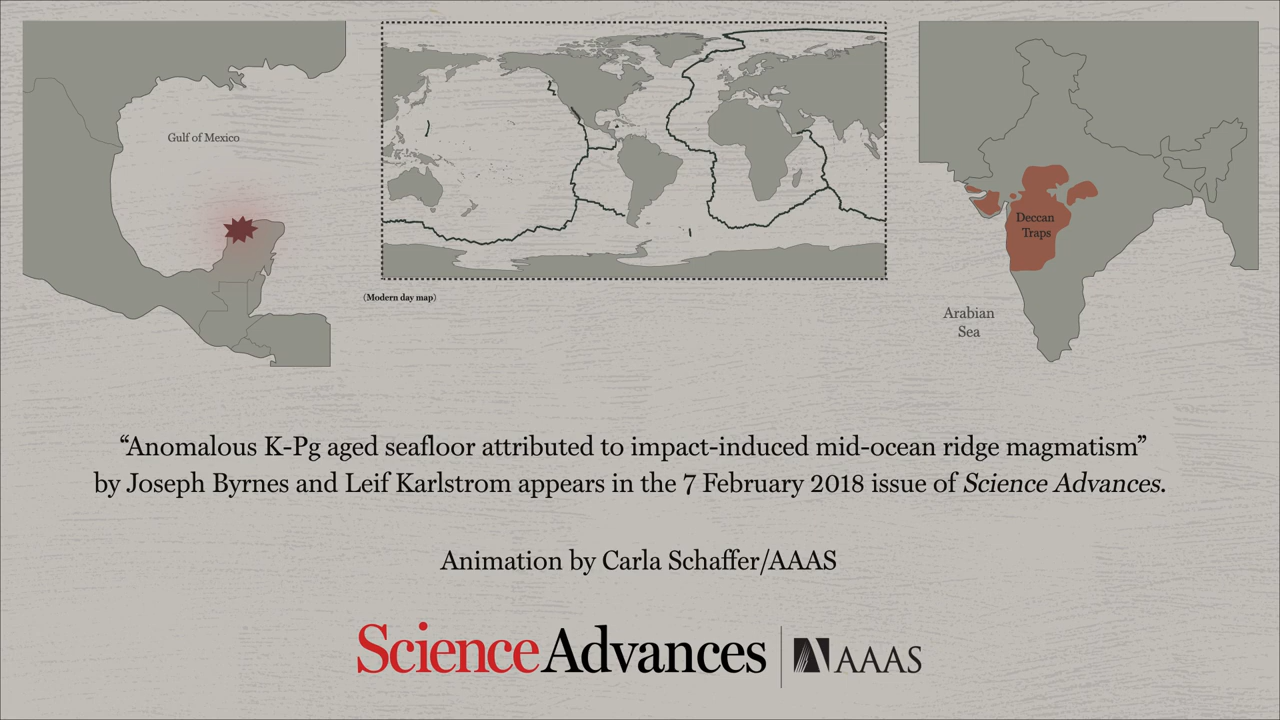 Gulf of Mexico
Deccan
Traps
Arabian
Sea
(Modern day map)
“Anomalous K-Pg aged seafloor attributed to impact-induced mid-ocean ridge magmatism”
by Joseph Byrnes and Leif Karlstrom appears in the 7 February 2018 issue of Science Advances.
Animation by Carla Schaffer/AAAS
ScienceAdvances AAAS